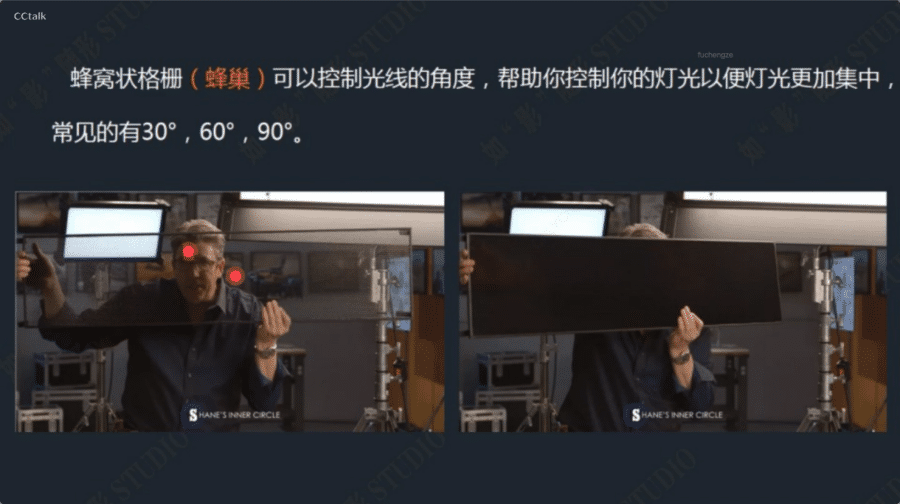 CCtalk
fuchengze
蜂窝状格栅（蜂巢）可以控制光线的角度，帮助你控制你的灯光以便灯光更加集中，
常见的有30°，60°，90°。
SHANE'S INNER CIRCLE
SHANE'S INNER CIRCLE